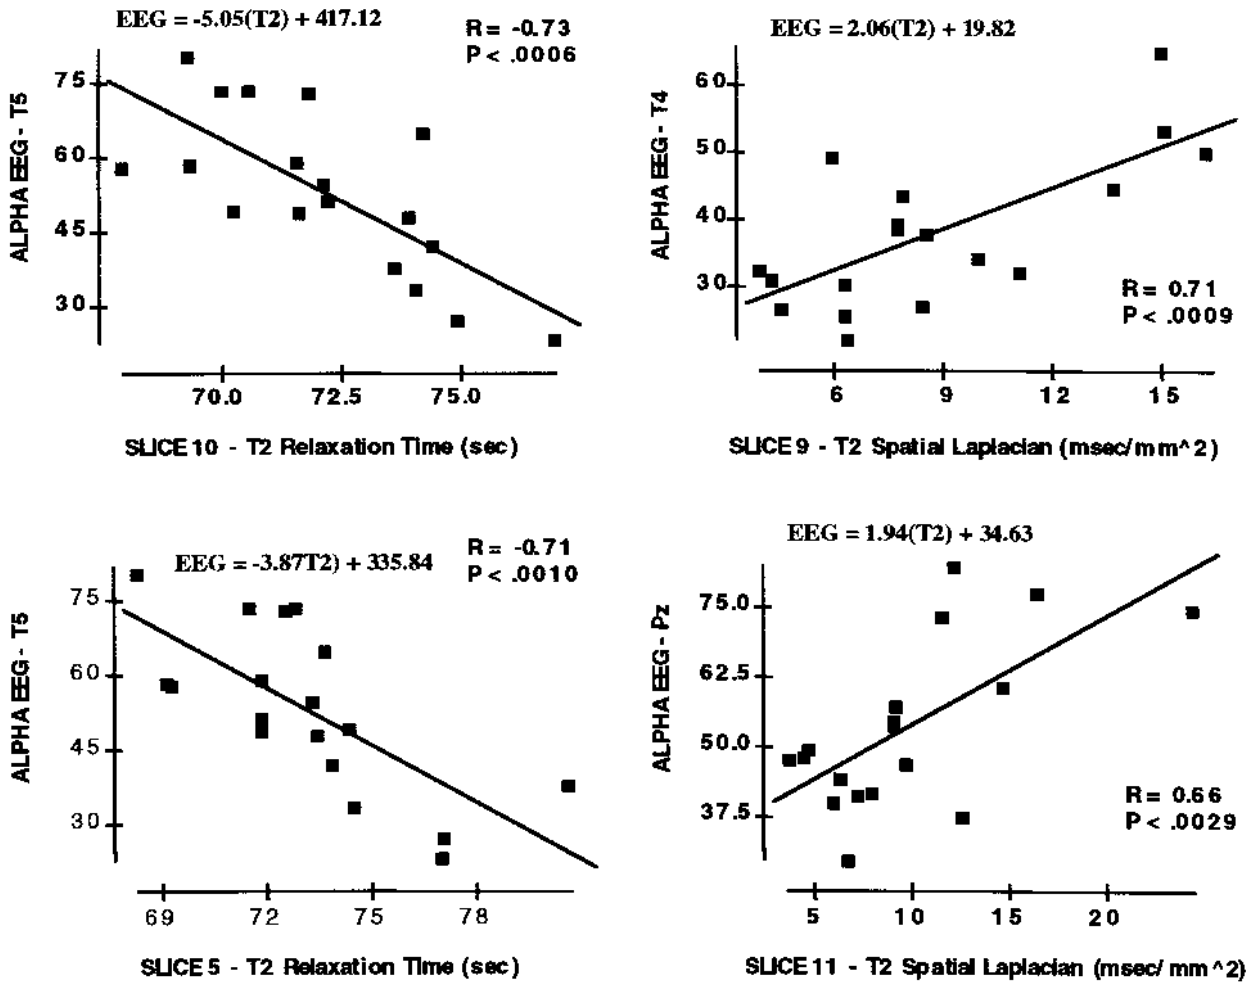 EEG = -5.05(T2) + 417.12
R = -0.73
P < .0006
ALPHA EEG - T5
75
60
45
30
70.0 72.5 75.0
SLICE 10 - T2 Relaxation Time (sec)
EEG = 2.06(T2) + 19.82
ALPHA EEG - T4
60
50
40
30
R = 0.71
P < .0009
6 9 12 15
SLICE 9 - T2 Spatial Laplacian (msec/mm^2)
EEG = -3.87T2) + 335.84
R = -0.71
P < .0010
ALPHA EEG - T5
75
60
45
30
69 72 75 78
SLICE 5 - T2 Relaxation Time (sec)
EEG = 1.94(T2) + 34.63
ALPHA EEG - Pz
75.0
62.5
50.0
37.5
R = 0.66
P < .0029
5 10 15 20
SLICE 11 - T2 Spatial Laplacian (msec/mm^2)